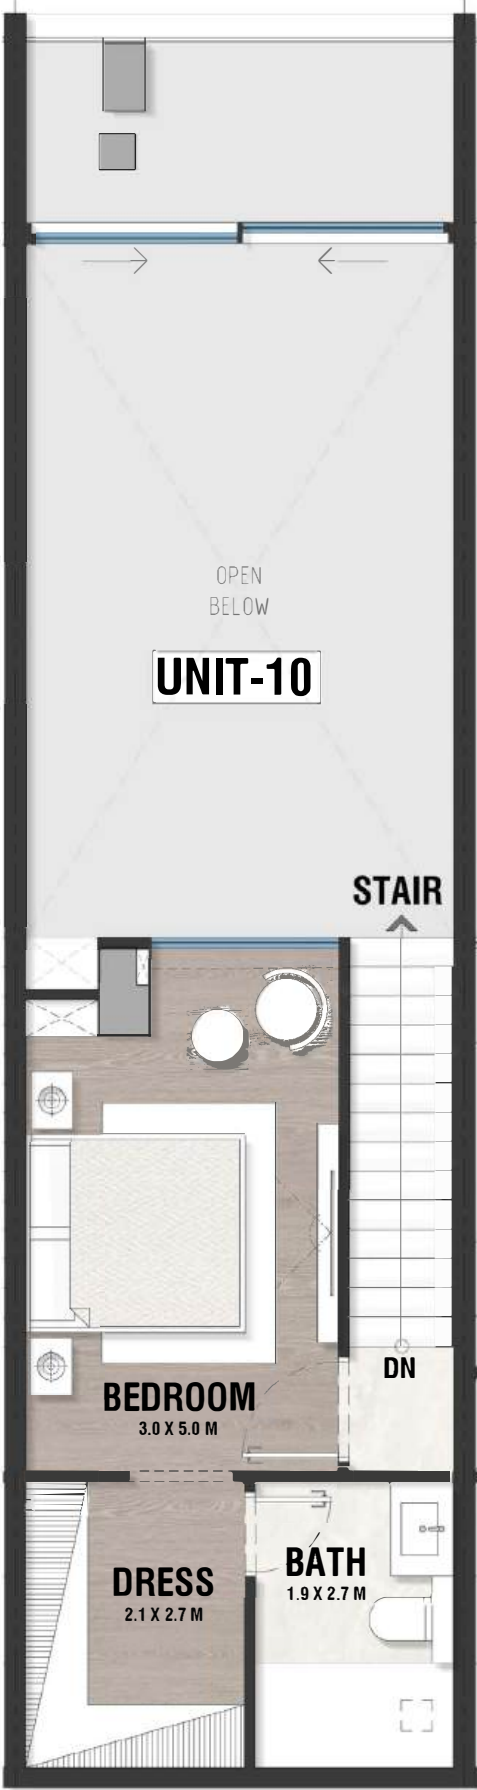 OPEN
BELOW
UNIT-10
STAIR
DN
BEDROOM
3.0 X 5.0 M
DRESS
2.1 X 2.7 M
BATH
1.9 X 2.7 M